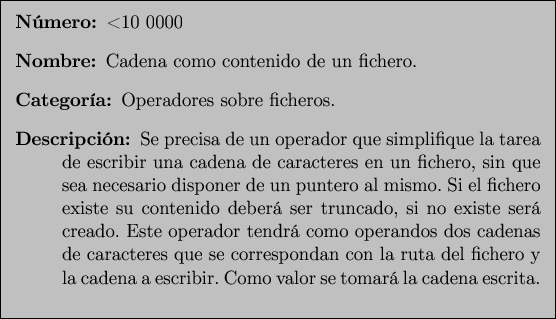 Número: <10 0000
Nombre: Cadena como contenido de un fichero.
Categoría: Operadores sobre ficheros.
Descripción: Se precisa de un operador que simplifique la tarea
de escribir una cadena de caracteres en un fichero, sin que
sea necesario disponer de un puntero al mismo. Si el fichero
existe su contenido deberá ser truncado, si no existe será
creado. Este operador tendrá como operandos dos cadenas
de caracteres que se correspondan con la ruta del fichero y
la cadena a escribir. Como valor se tomará la cadena escrita.